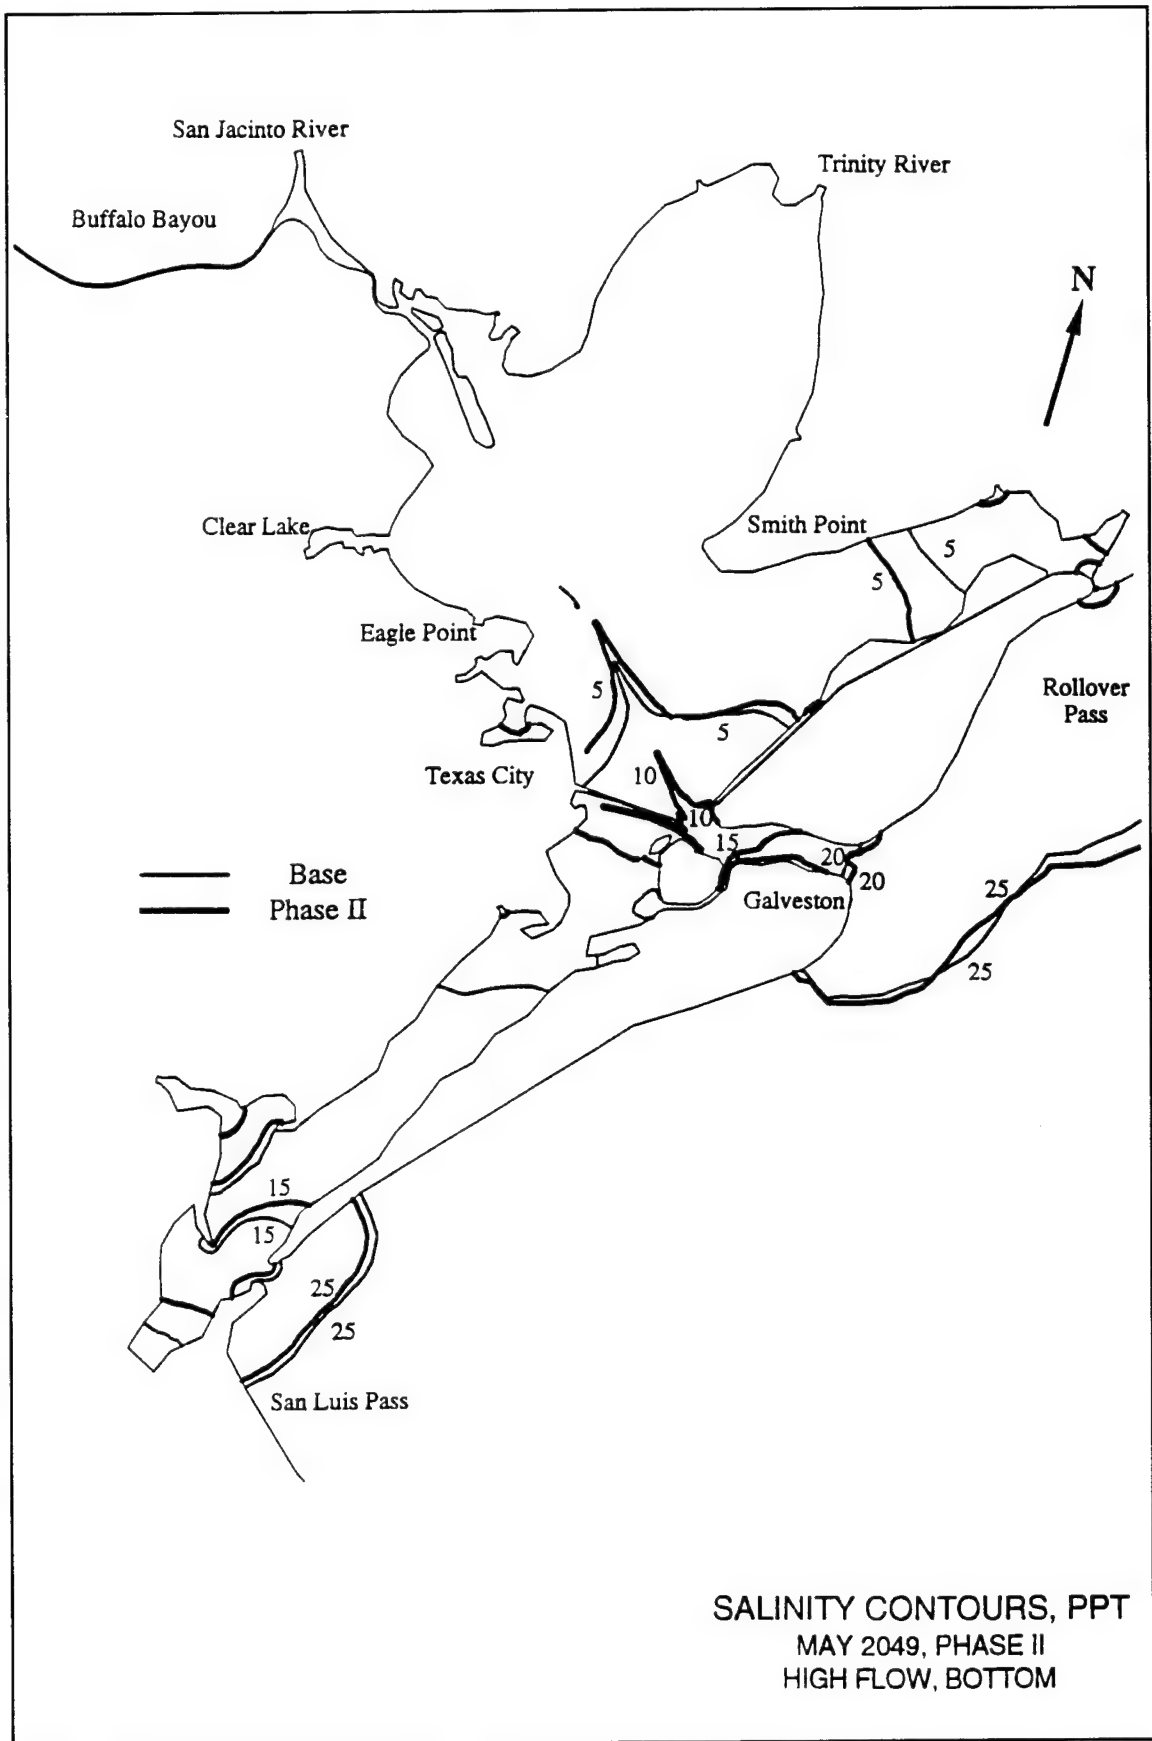 San Jacinto River
Trinity River
Buffalo Bayou
N
Clear Lake
Smith Point
5
5
Eagle Point
5
Rollover
Pass
5
Texas City
10
10
15
20
20
Base
Phase II
Galveston
25
25
15
15
25
25
San Luis Pass
SALINITY CONTOURS, PPT
MAY 2049, PHASE II
HIGH FLOW, BOTTOM